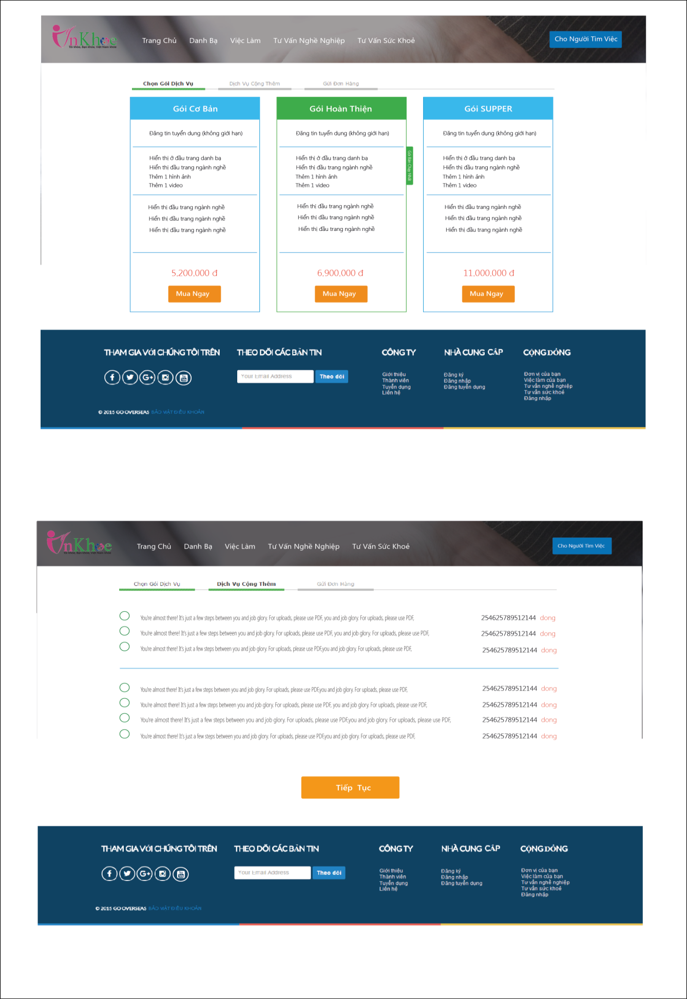 VnKhoe
Tôi khỏe, Bạn khỏe, Việt Nam khỏe
Trang Chủ Danh Bạ Việc Làm Tư Vấn Nghề Nghiệp Tư Vấn Sức Khoẻ
Cho Người Tìm Việc
Chọn Gói Dịch Vụ Dịch Vụ Cộng Thêm Gửi Đơn Hàng
Gói Cơ Bản
Đăng tin tuyển dụng (không giới hạn)
Hiển thị ở đầu trang danh bạ
Hiển thị đầu trang ngành nghề
Thêm 1 hình ảnh
Thêm 1 video
Hiển thị đầu trang ngành nghề
Hiển thị đầu trang ngành nghề
Hiển thị đầu trang ngành nghề
5,200,000 đ
Mua Ngay
Gói Hoàn Thiện
Đăng tin tuyển dụng (không giới hạn)
Hiển thị ở đầu trang danh bạ
Hiển thị đầu trang ngành nghề
Thêm 1 hình ảnh
Thêm 1 video
Hiển thị đầu trang ngành nghề
Hiển thị đầu trang ngành nghề
Hiển thị đầu trang ngành nghề
6,900,000 đ
Mua Ngay
Gói Bán Chạy Nhất
Gói SUPPER
Đăng tin tuyển dụng (không giới hạn)
Hiển thị ở đầu trang danh bạ
Hiển thị đầu trang ngành nghề
Thêm 1 hình ảnh
Thêm 1 video
Hiển thị đầu trang ngành nghề
Hiển thị đầu trang ngành nghề
Hiển thị đầu trang ngành nghề
11,000,000 đ
Mua Ngay
THAM GIA VỚI CHÚNG TÔI TRÊN
THEO DÕI CÁC BẢN TIN
Your Email Address Theo dõi
CÔNG TY
Giới thiệu
Thành viên
Tuyển dụng
Liên hệ
NHÀ CUNG CẤP
Đăng ký
Đăng nhập
Đăng tuyển dụng
CỘNG ĐỒNG
Đơn vị của bạn
Việc làm của bạn
Tư vấn nghề nghiệp
Tư vấn sức khoẻ
Đăng nhập
© 2015 GO OVERSEAS BẢO MẬT ĐIỀU KHOẢN
VnKhoe
Tôi khỏe, Bạn khỏe, Việt Nam khỏe
Trang Chủ Danh Bạ Việc Làm Tư Vấn Nghề Nghiệp Tư Vấn Sức Khoẻ
Cho Người Tìm Việc
Chọn Gói Dịch Vụ Dịch Vụ Cộng Thêm Gửi Đơn Hàng
You're almost there! It's just a few steps between you and job glory. For uploads, please use PDF, you and job glory. For uploads, please use PDF, 254625789512144 dong
You're almost there! It's just a few steps between you and job glory. For uploads, please use PDF, you and job glory. For uploads, please use PDF, 254625789512144 dong
You're almost there! It's just a few steps between you and job glory. For uploads, please use PDF,you and job glory. For uploads, please use PDF, 254625789512144 dong
You're almost there! It's just a few steps between you and job glory. For uploads, please use PDF,you and job glory. For uploads, please use PDF, 254625789512144 dong
You're almost there! It's just a few steps between you and job glory. For uploads, please use PDF, you and job glory. For uploads, please use PDF, 254625789512144 dong
You're almost there! It's just a few steps between you and job glory. For uploads, please use PDF,you and job glory. For uploads, please use PDF, 254625789512144 dong
You're almost there! It's just a few steps between you and job glory. For uploads, please use PDF,you and job glory. For uploads, please use PDF, 254625789512144 dong
Tiếp Tục
THAM GIA VỚI CHÚNG TÔI TRÊN
THEO DÕI CÁC BẢN TIN
Your Email Address Theo dõi
CÔNG TY
Giới thiệu
Thành viên
Tuyển dụng
Liên hệ
NHÀ CUNG CẤP
Đăng ký
Đăng nhập
Đăng tuyển dụng
CỘNG ĐỒNG
Đơn vị của bạn
Việc làm của bạn
Tư vấn nghề nghiệp
Tư vấn sức khoẻ
Đăng nhập
© 2015 GO OVERSEAS BẢO MẬT ĐIỀU KHOẢN